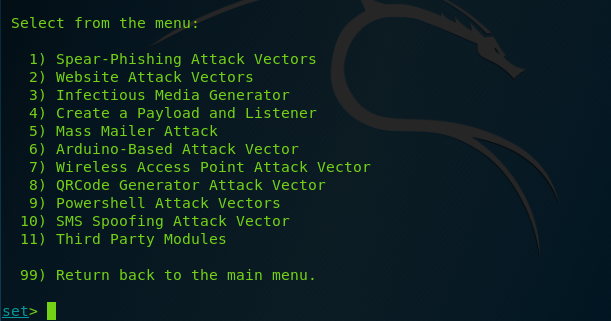 Select from the menu:
1) Spear-Phishing Attack Vectors
2) Website Attack Vectors
3) Infectious Media Generator
4) Create a Payload and Listener
5) Mass Mailer Attack
6) Arduino-Based Attack Vector
7) Wireless Access Point Attack Vector
8) QRCode Generator Attack Vector
9) Powershell Attack Vectors
10) SMS Spoofing Attack Vector
11) Third Party Modules
99) Return back to the main menu.
set>